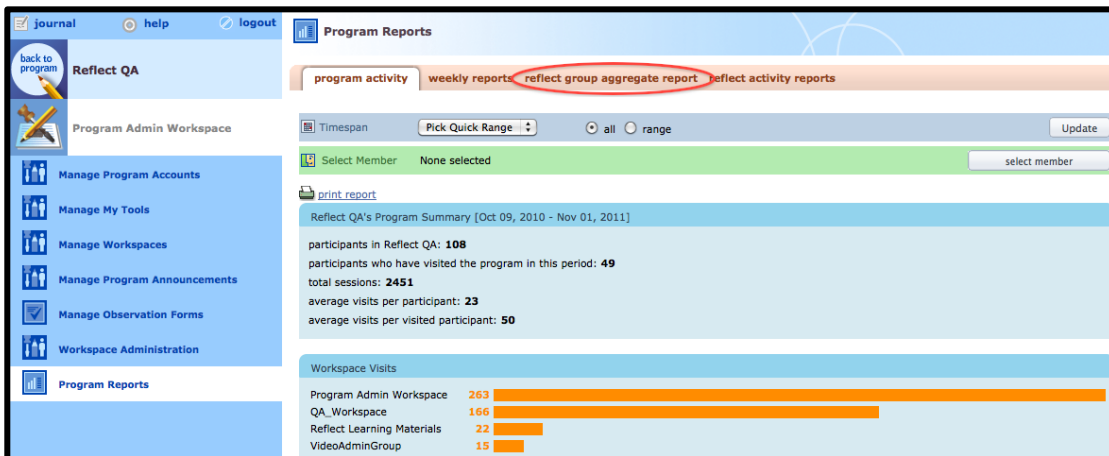 journal help logout
back to program
Reflect QA
Program Admin Workspace
Manage Program Accounts
Manage My Tools
Manage Workspaces
Manage Program Announcements
Manage Observation Forms
Workspace Administration
Program Reports
Program Reports
program activity weekly reports reflect group aggregate report reflect activity reports
Timespan Pick Quick Range all range Update
Select Member None selected select member
print report
Reflect QA's Program Summary [Oct 09, 2010 - Nov 01, 2011]
participants in Reflect QA: 108
participants who have visited the program in this period: 49
total sessions: 2451
average visits per participant: 23
average visits per visited participant: 50
Workspace Visits
Program Admin Workspace 263
QA_Workspace 166
Reflect Learning Materials 22
VideoAdminGroup 15